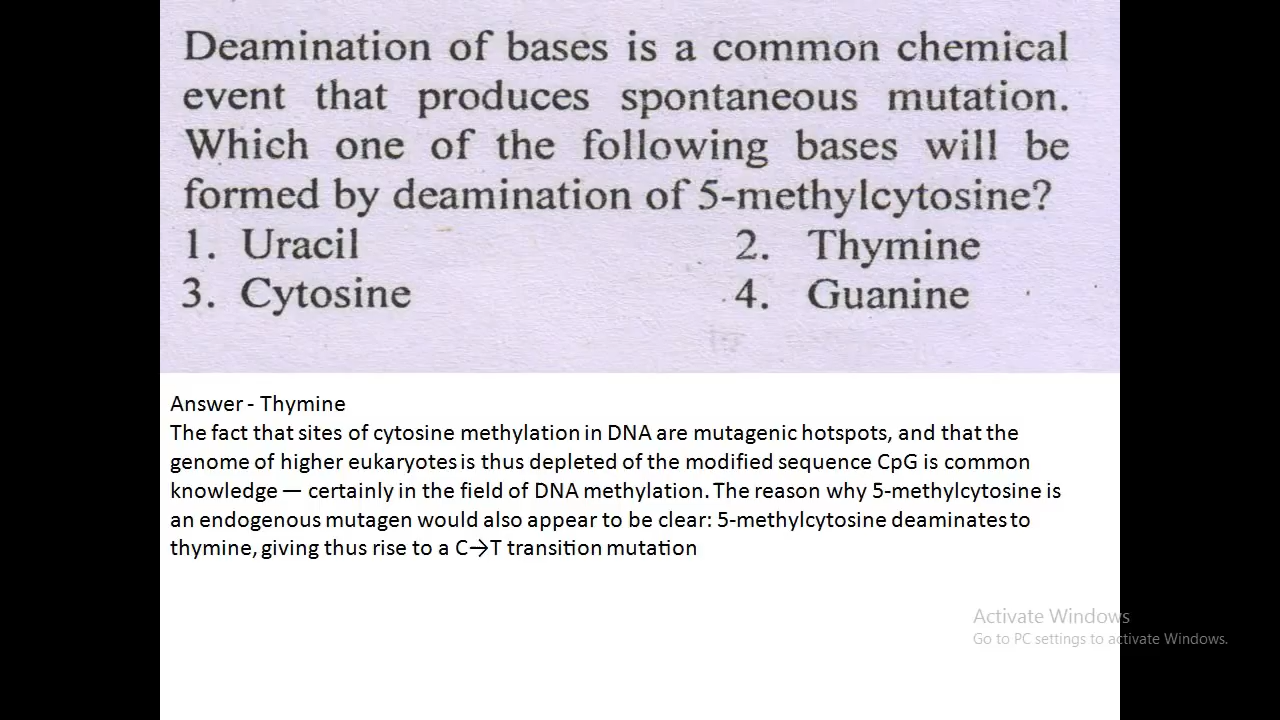 Deamination of bases is a common chemical
event that produces spontaneous mutation.
Which one of the following bases will be
formed by deamination of 5-methylcytosine?
1. Uracil 2. Thymine
3. Cytosine 4. Guanine
Answer - Thymine
The fact that sites of cytosine methylation in DNA are mutagenic hotspots, and that the
genome of higher eukaryotes is thus depleted of the modified sequence CpG is common
knowledge — certainly in the field of DNA methylation. The reason why 5-methylcytosine is
an endogenous mutagen would also appear to be clear: 5-methylcytosine deaminates to
thymine, giving thus rise to a C→T transition mutation
Activate Windows
Go to PC settings to activate Windows.